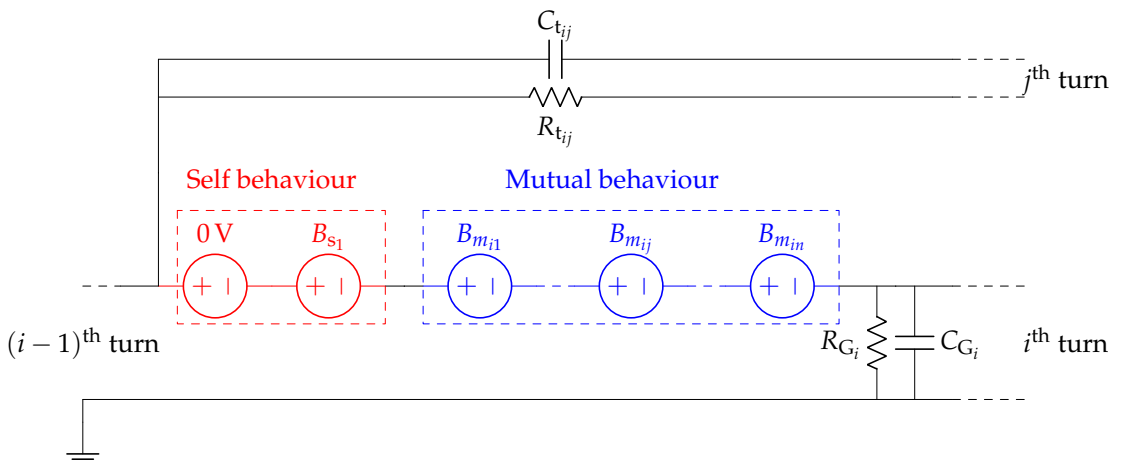 C_{t_{ij}}
j^{th} turn
R_{t_{ij}}
Self behaviour
Mutual behaviour
0 V
B_{s_1}
B_{m_{i1}}
B_{m_{ij}}
B_{m_{in}}
+ − + − + − + − + −
(i − 1)^{th} turn
R_{G_i}
C_{G_i}
i^{th} turn